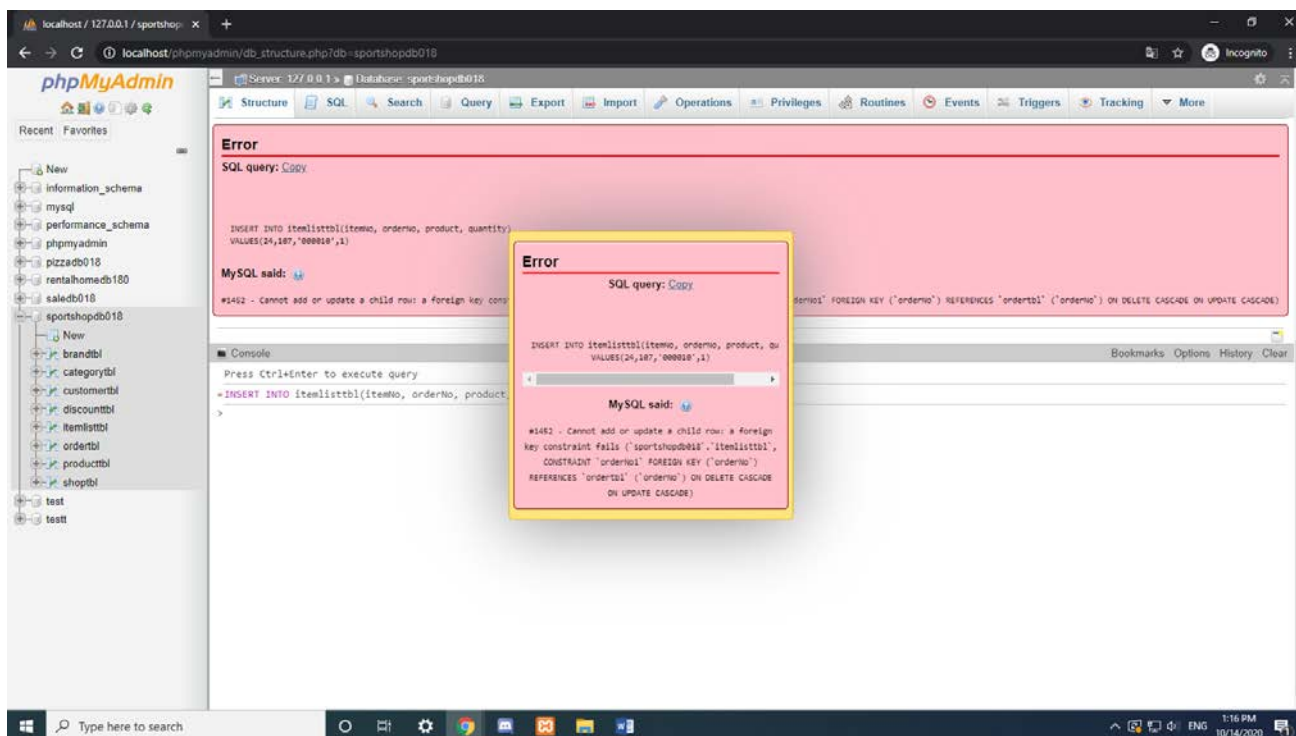 localhost / 127.0.0.1 / sportshop
localhost/phpmyadmin/db_structure.php?db=sportshopdb018
Incognito
phpMyAdmin
Recent Favorites
New
information_schema
mysql
performance_schema
phpmyadmin
pizzadb018
rentalhomedb180
saledb018
sportshopdb018
New
brandtbl
categorytbl
customertbl
discounttbl
itemlisttbl
ordertbl
producttbl
shoptbl
test
testt
Server: 127.0.0.1 » Database: sportshopdb018
Structure SQL Search Query Export Import Operations Privileges Routines Events Triggers Tracking More
Error
SQL query: Copy
INSERT INTO itemlisttbl(itemNo, orderNo, product, quantity)
VALUES(24,107,'000010',1)
MySQL said:
#1452 - Cannot add or update a child row: a foreign key cons
derNo1` FOREIGN KEY (`orderNo`) REFERENCES `ordertbl` (`orderNo`) ON DELETE CASCADE ON UPDATE CASCADE)
Console
Bookmarks Options History Clear
Press Ctrl+Enter to execute query
INSERT INTO itemlisttbl(itemNo, orderNo, product,
>
Error
SQL query: Copy
INSERT INTO itemlisttbl(itemNo, orderNo, product, qu
VALUES(24,107,'000010',1)
MySQL said:
#1452 - Cannot add or update a child row: a foreign
key constraint fails (`sportshopdb018`.`itemlisttbl`,
CONSTRAINT `orderNo1` FOREIGN KEY (`orderNo`)
REFERENCES `ordertbl` (`orderNo`) ON DELETE CASCADE
ON UPDATE CASCADE)
Type here to search
ENG
1:16 PM
10/14/2020